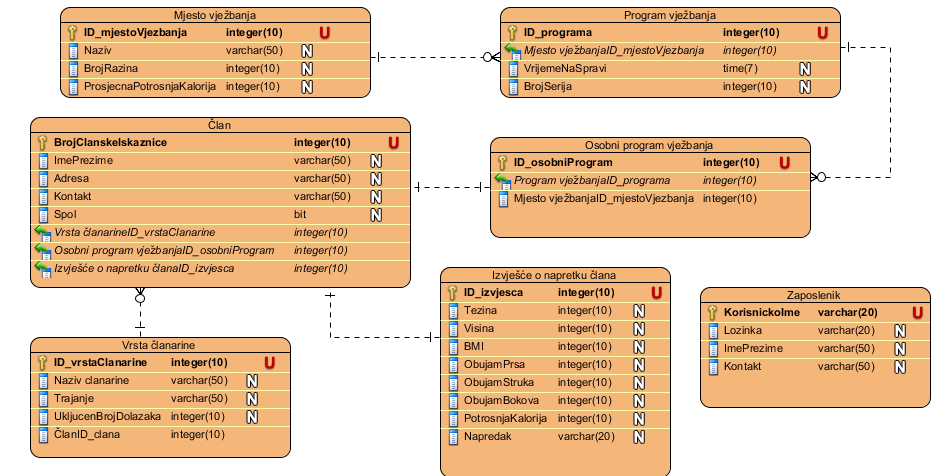 Mjesto vježbanja
ID_mjestoVjezbanja integer(10) U
Naziv varchar(50) N
BrojRazina integer(10) N
ProsjecnaPotrosnjaKalorija integer(10) N
Program vježbanja
ID_programa integer(10) U
Mjesto vježbanjaID_mjestoVjezbanja integer(10)
VrijemeNaSpravi time(7) N
BrojSerija integer(10) N
Član
BrojClanskeIskaznice integer(10) U
ImePrezime varchar(50) N
Adresa varchar(50) N
Kontakt varchar(50) N
Spol bit N
Vrsta članarineID_vrstaClanarine integer(10)
Osobni program vježbanjaID_osobniProgram integer(10)
Izvješće o napretku članaID_izvjesca integer(10)
Osobni program vježbanja
ID_osobniProgram integer(10) U
Program vježbanjaID_programa integer(10)
Mjesto vježbanjaID_mjestoVjezbanja integer(10)
Izvješće o napretku člana
ID_izvjesca integer(10) U
Tezina integer(10) N
Visina integer(10) N
BMI integer(10) N
ObujamPrsa integer(10) N
ObujamStruka integer(10) N
ObujamBokova integer(10) N
PotrosnjaKalorija integer(10) N
Napredak varchar(20) N
Zaposlenik
KorisnickoIme varchar(20) U
Lozinka varchar(20) N
ImePrezime varchar(50) N
Kontakt varchar(50) N
Vrsta članarine
ID_vrstaClanarine integer(10) U
Naziv clanarine varchar(50) N
Trajanje varchar(50) N
UkljucenBrojDolazaka integer(10) N
ČlanID_clana integer(10)